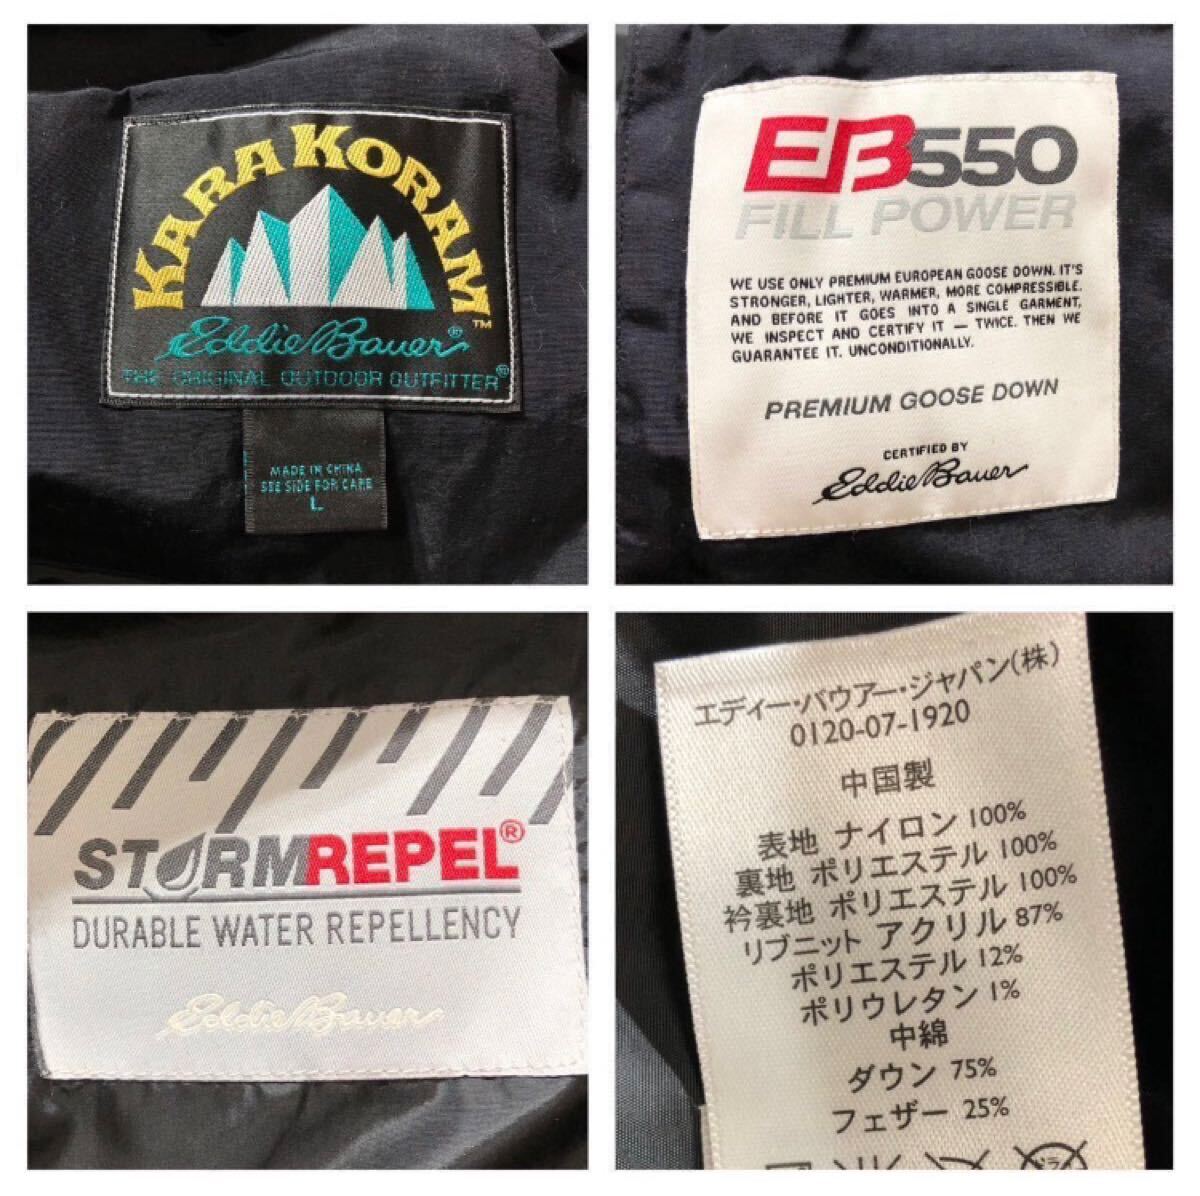 KARA KORAM™
Eddie Bauer®
THE ORIGINAL OUTDOOR OUTFITTER®
MADE IN CHINA
SEE SIDE FOR CARE
L
EB550
FILL POWER
WE USE ONLY PREMIUM EUROPEAN GOOSE DOWN. IT'S
STRONGER, LIGHTER, WARMER, MORE COMPRESSIBLE.
AND BEFORE IT GOES INTO A SINGLE GARMENT,
WE INSPECT AND CERTIFY IT — TWICE. THEN WE
GUARANTEE IT. UNCONDITIONALLY.
PREMIUM GOOSE DOWN
CERTIFIED BY
Eddie Bauer
STORMREPEL®
DURABLE WATER REPELLENCY
Eddie Bauer
エディー・バウアー・ジャパン(株)
0120-07-1920
中国製
表地 ナイロン 100%
裏地 ポリエステル 100%
衿裏地 ポリエステル 100%
リブニット アクリル 87%
ポリエステル 12%
ポリウレタン 1%
中綿
ダウン 75%
フェザー 25%